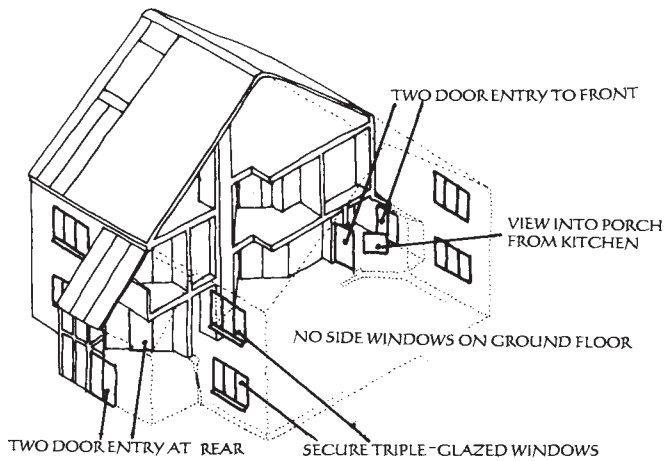 TWO DOOR ENTRY TO FRONT
VIEW INTO PORCH
FROM KITCHEN
NO SIDE WINDOWS ON GROUND FLOOR
TWO DOOR ENTRY AT REAR
SECURE TRIPLE-GLAZED WINDOWS